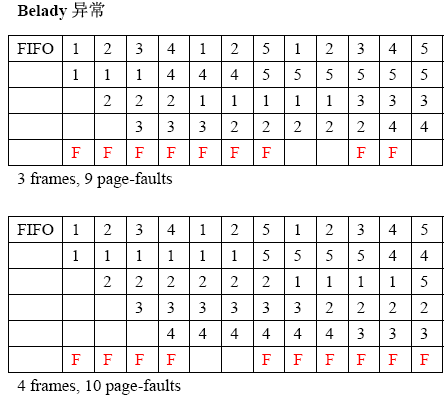 Belady 异常
FIFO 1 2 3 4 1 2 5 1 2 3 4 5
1 1 1 4 4 4 5 5 5 5 5 5
2 2 2 1 1 1 1 1 3 3 3
3 3 3 2 2 2 2 2 4 4
F F F F F F F F F
3 frames, 9 page-faults
FIFO 1 2 3 4 1 2 5 1 2 3 4 5
1 1 1 1 1 1 5 5 5 5 4 4
2 2 2 2 2 2 1 1 1 1 5
3 3 3 3 3 3 2 2 2 2
4 4 4 4 4 4 3 3 3
F F F F F F F F F F
4 frames, 10 page-faults